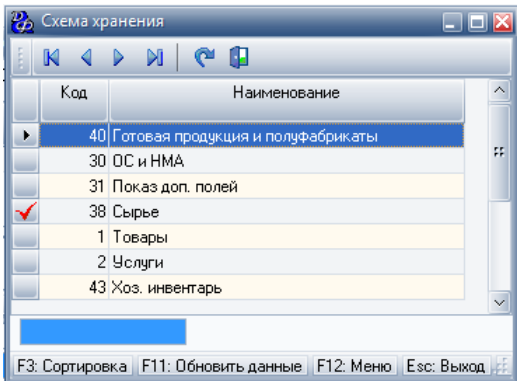 Схема хранения
Код Наименование
40 Готовая продукция и полуфабрикаты
30 ОС и НМА
31 Показ доп. полей
38 Сырье
1 Товары
2 Услуги
43 Хоз. инвентарь
F3: Сортировка F11: Обновить данные F12: Меню Esc: Выход